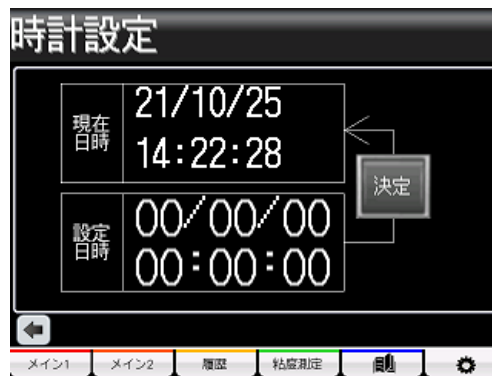 時計設定
現在
日時
21/10/25
14:22:28
決定
設定
日時
00/00/00
00:00:00
メイン1 メイン2 履歴 粘度測定